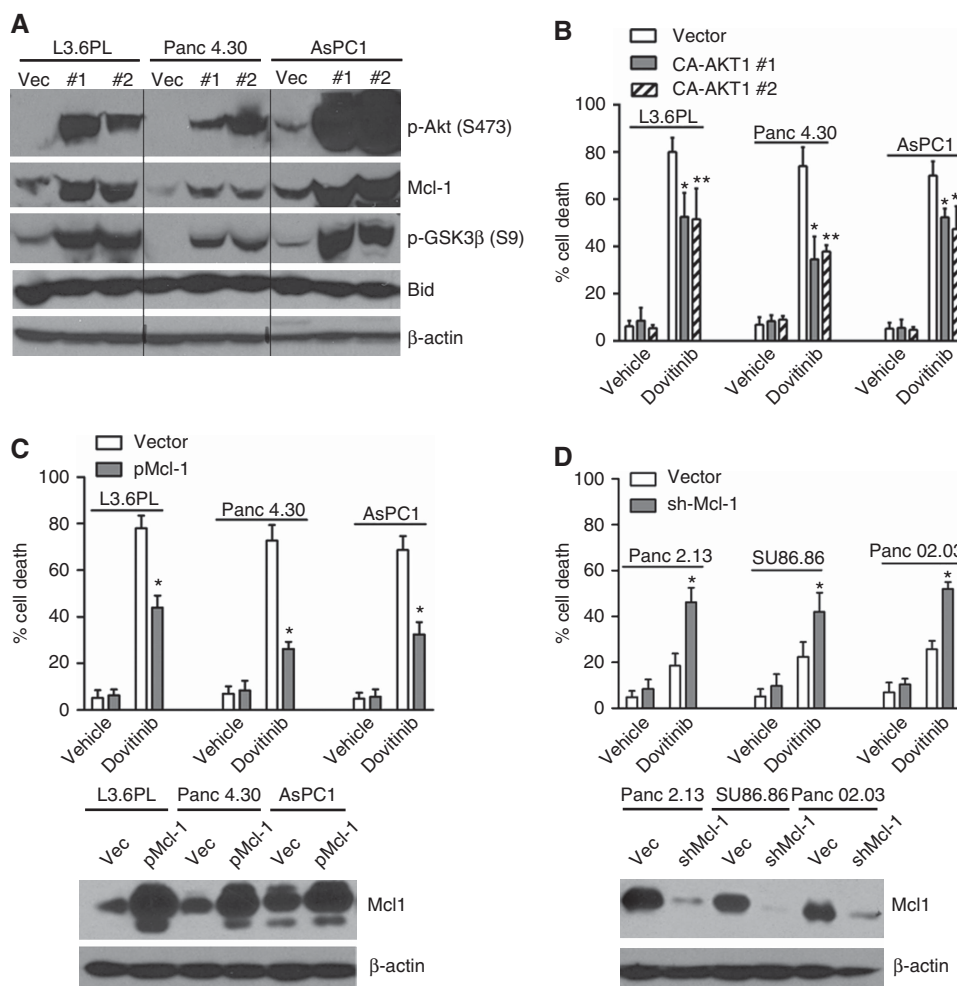 A
L3.6PL Panc 4.30 AsPC1
Vec #1 #2 Vec #1 #2 Vec #1 #2
p-Akt (S473)
Mcl-1
p-GSK3β (S9)
Bid
β-actin
B
Vector
CA-AKT1 #1
CA-AKT1 #2
% cell death
100
80
60
40
20
0
L3.6PL
Panc 4.30
AsPC1
* **
* **
* *
Vehicle Dovitinib Vehicle Dovitinib Vehicle Dovitinib
C
Vector
pMcl-1
% cell death
100
80
60
40
20
0
L3.6PL
Panc 4.30
AsPC1
* * *
Vehicle Dovitinib Vehicle Dovitinib Vehicle Dovitinib
L3.6PL Panc 4.30 AsPC1
Vec pMcl-1 Vec pMcl-1 Vec pMcl-1
Mcl1
β-actin
D
Vector
sh-Mcl-1
% cell death
100
80
60
40
20
0
Panc 2.13
SU86.86
Panc 02.03
* * *
Vehicle Dovitinib Vehicle Dovitinib Vehicle Dovitinib
Panc 2.13 SU86.86 Panc 02.03
Vec shMcl-1 Vec shMcl-1 Vec shMcl-1
Mcl1
β-actin